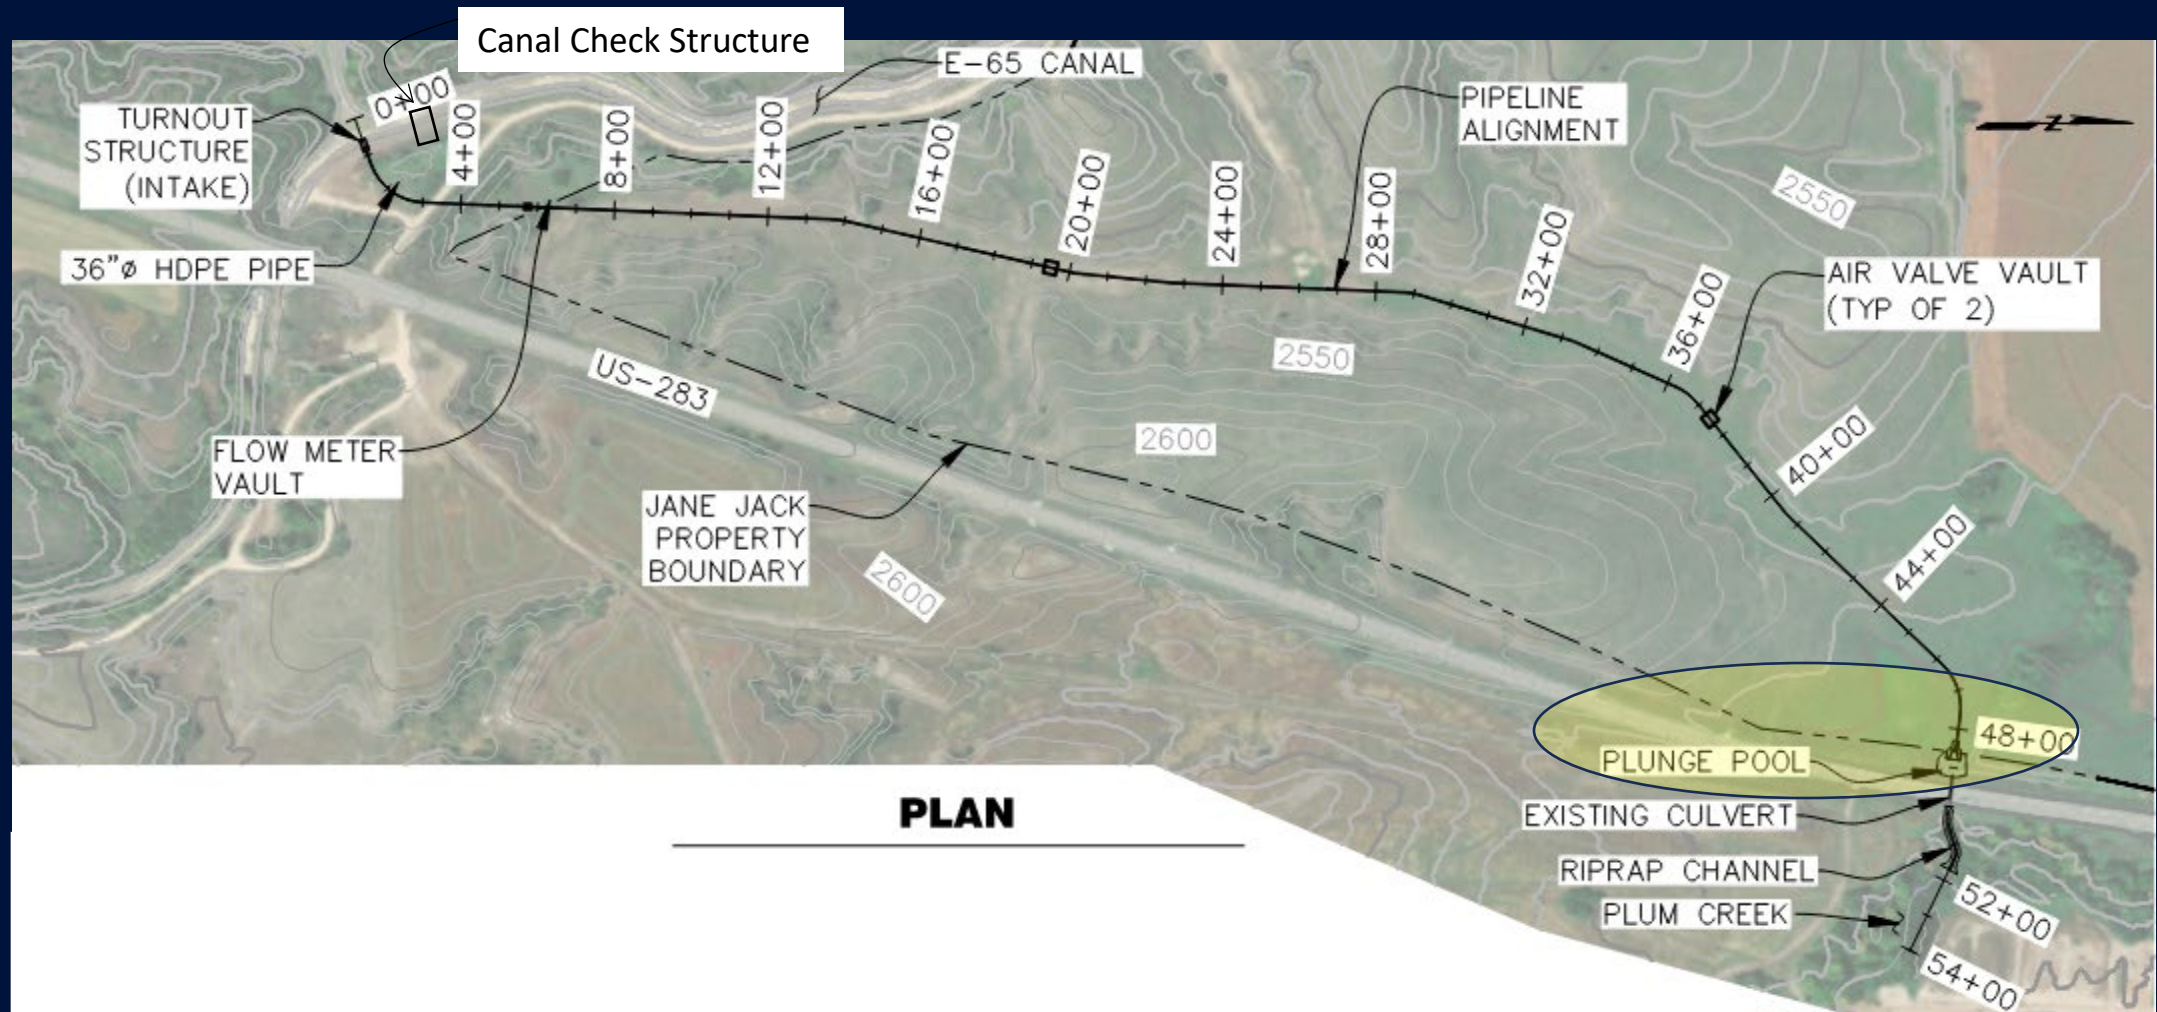 Canal Check Structure
E-65 CANAL
TURNOUT
STRUCTURE
(INTAKE)
0+00
4+00
8+00
12+00
16+00
20+00
24+00
28+00
32+00
36+00
40+00
44+00
48+00
52+00
54+00
PIPELINE
ALIGNMENT
Z
2550
36"ø HDPE PIPE
AIR VALVE VAULT
(TYP OF 2)
2550
US-283
2600
FLOW METER
VAULT
JANE JACK
PROPERTY
BOUNDARY
2600
PLUNGE POOL
EXISTING CULVERT
RIPRAP CHANNEL
PLUM CREEK
PLAN